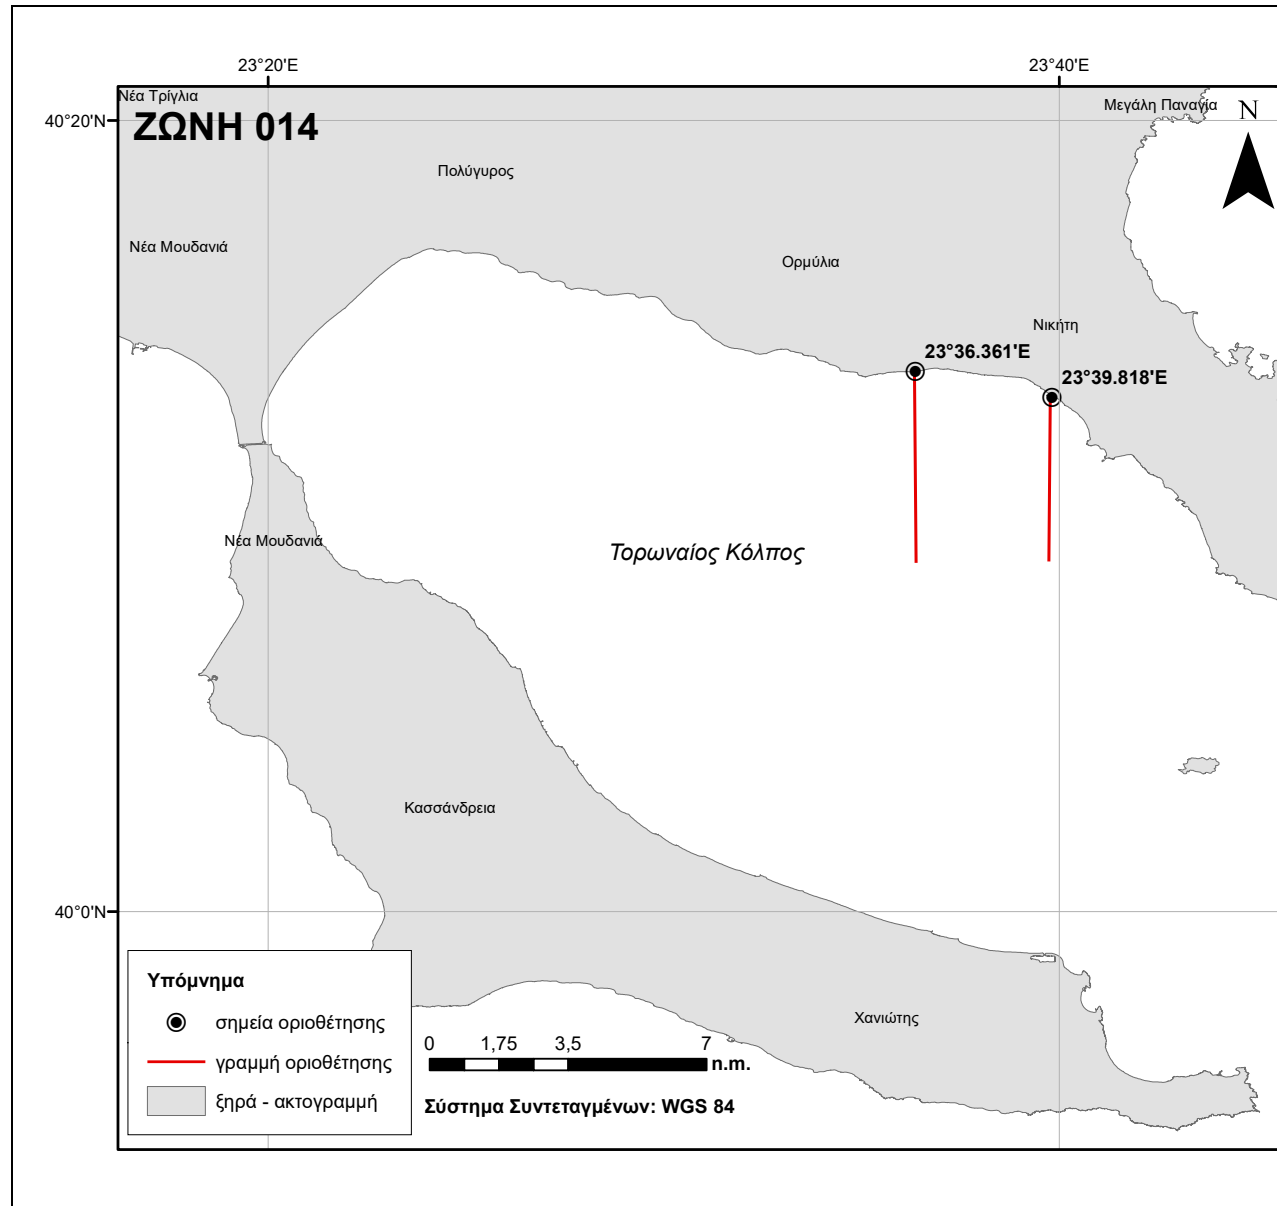 23°20'E
23°40'E
Νέα Τρίγλια
Μεγάλη Παναγία
N
40°20'N
ΖΩΝΗ 014
Πολύγυρος
Νέα Μουδανιά
Ορμύλια
Νικήτη
23°36.361'E
23°39.818'E
Νέα Μουδανιά
Τορωναίος Κόλπος
Κασσάνδρεια
40°0'N
Υπόμνημα
σημεία οριοθέτησης
γραμμή οριοθέτησης
ξηρά - ακτογραμμή
Χανιώτης
0 1,75 3,5 7
n.m.
Σύστημα Συντεταγμένων: WGS 84